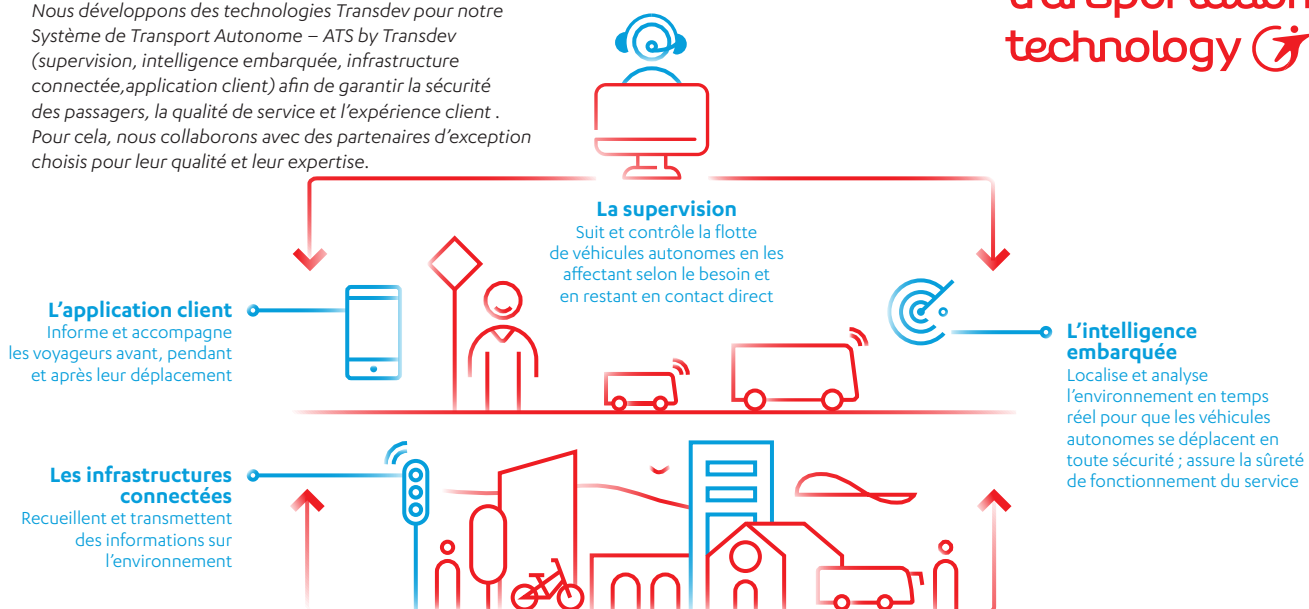 Nous développons des technologies Transdev pour notre
Système de Transport Autonome – ATS by Transdev
(supervision, intelligence embarquée, infrastructure
connectée,application client) afin de garantir la sécurité
des passagers, la qualité de service et l'expérience client .
Pour cela, nous collaborons avec des partenaires d'exception
choisis pour leur qualité et leur expertise.
transportation
technology
La supervision
Suit et contrôle la flotte
de véhicules autonomes en les
affectant selon le besoin et
en restant en contact direct
L'application client
Informe et accompagne
les voyageurs avant, pendant
et après leur déplacement
L'intelligence
embarquée
Localise et analyse
l'environnement en temps
réel pour que les véhicules
autonomes se déplacent en
toute sécurité ; assure la sûreté
de fonctionnement du service
Les infrastructures
connectées
Recueillent et transmettent
des informations sur
l'environnement